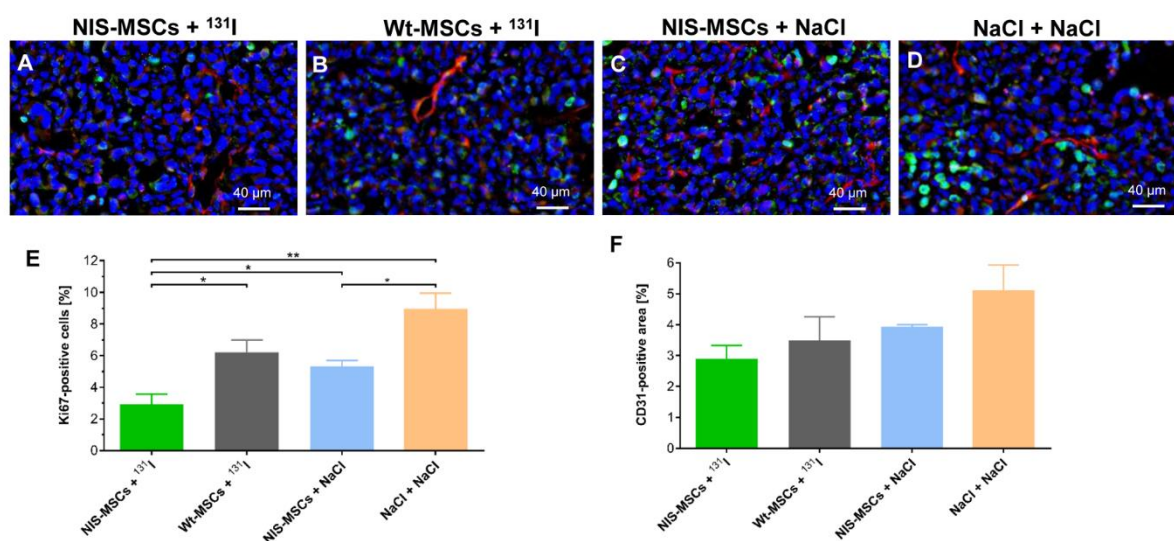 NIS-MSCs + ¹³¹I
Wt-MSCs + ¹³¹I
NIS-MSCs + NaCl
NaCl + NaCl
A
B
C
D
40 µm
40 µm
40 µm
40 µm
E
Ki67-positive cells [%]
12
10
8
6
4
2
0
**
*
*
*
NIS-MSCs + ¹³¹I
Wt-MSCs + ¹³¹I
NIS-MSCs + NaCl
NaCl + NaCl
F
CD31-positive area [%]
6
5
4
3
2
1
0
NIS-MSCs + ¹³¹I
Wt-MSCs + ¹³¹I
NIS-MSCs + NaCl
NaCl + NaCl